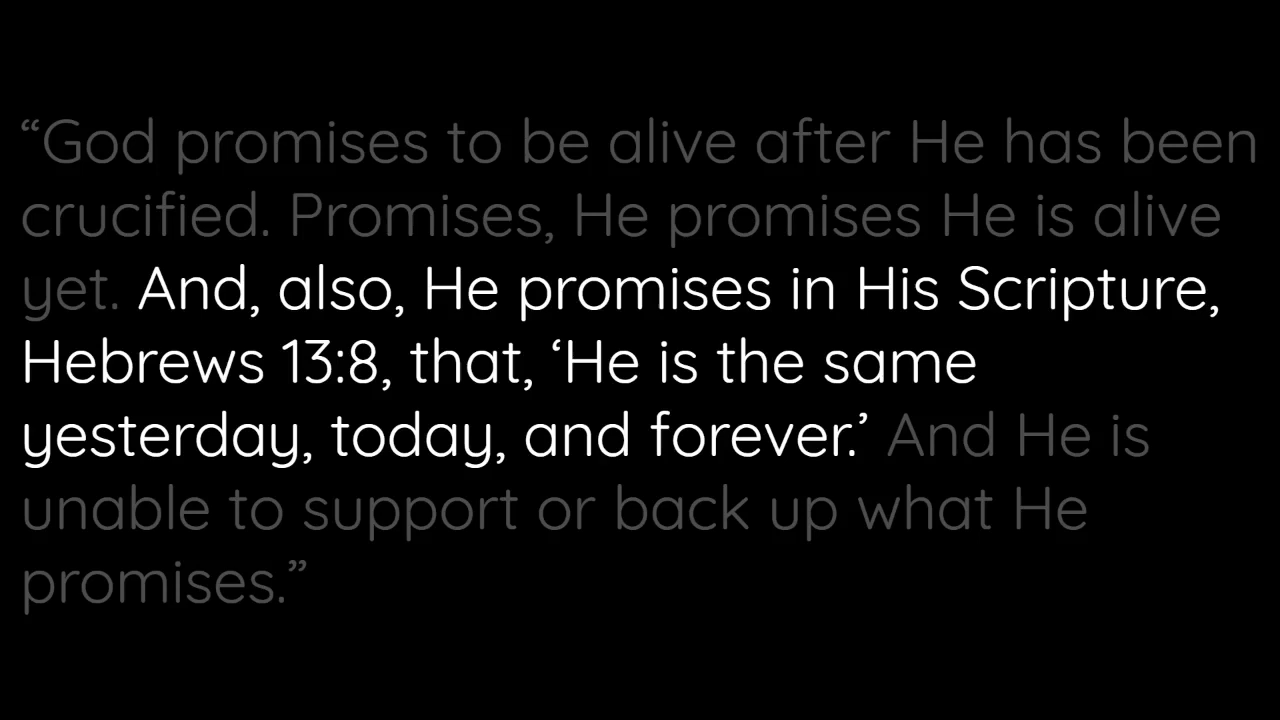 “God promises to be alive after He has been
crucified. Promises, He promises He is alive
yet. And, also, He promises in His Scripture,
Hebrews 13:8, that, ‘He is the same
yesterday, today, and forever.’ And He is
unable to support or back up what He
promises.”